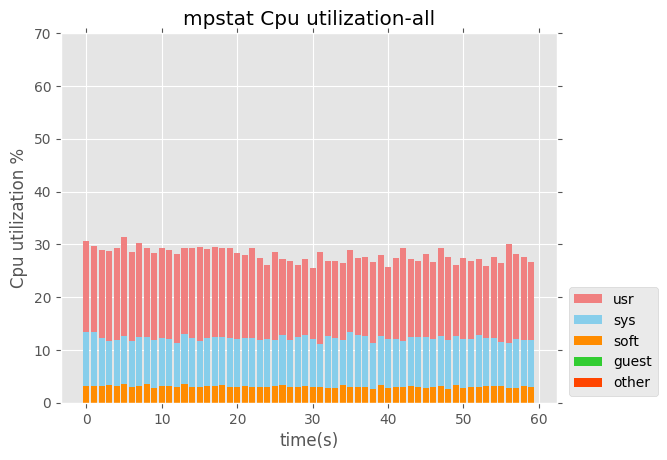 mpstat Cpu utilization-all
70
60
50
40
30
20
10
0
Cpu utilization %
0
10
20
30
40
50
60
time(s)
usr
sys
soft
guest
other